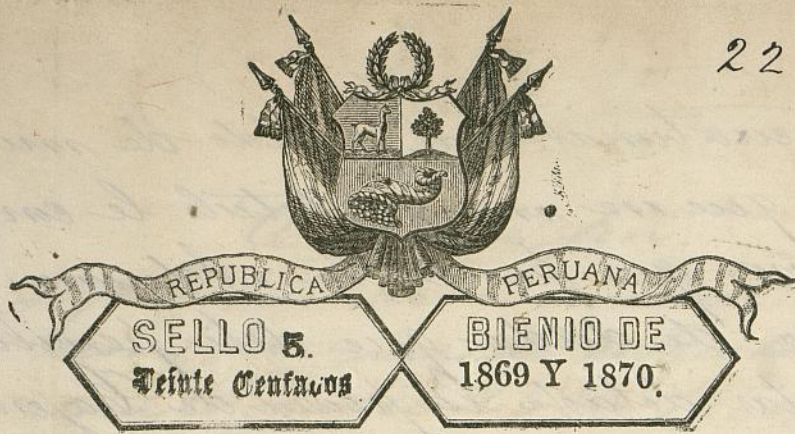 22
REPUBLICA PERUANA
SELLO 5. BIENIO DE
Veinte Centavos 1869 Y 1870.